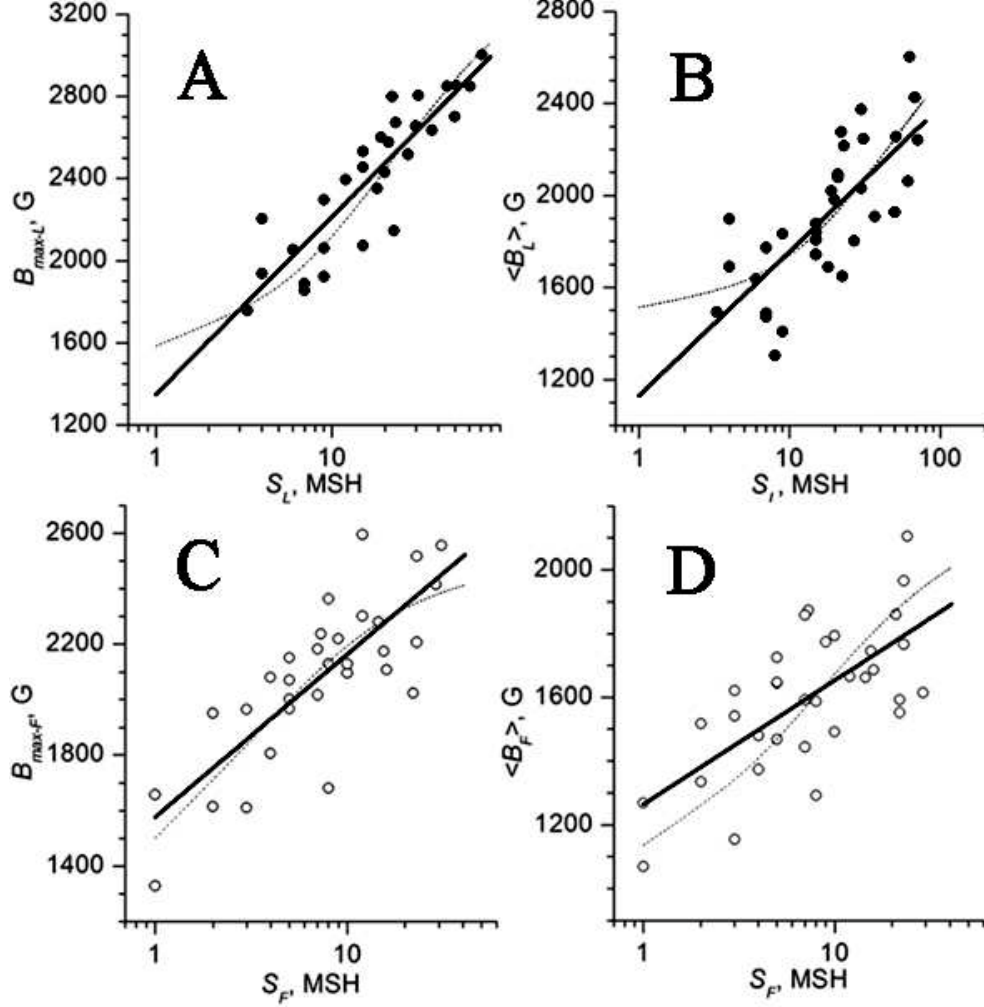 3200
2800
2400
2000
1600
1200
B_max-L, G
A
1
10
S_L, MSH
2800
2400
2000
1600
1200
<B_L>, G
B
1
10
100
S_I, MSH
2600
2200
1800
1400
B_max-F, G
C
1
10
S_F, MSH
2000
1600
1200
<B_F>, G
D
1
10
S_F, MSH